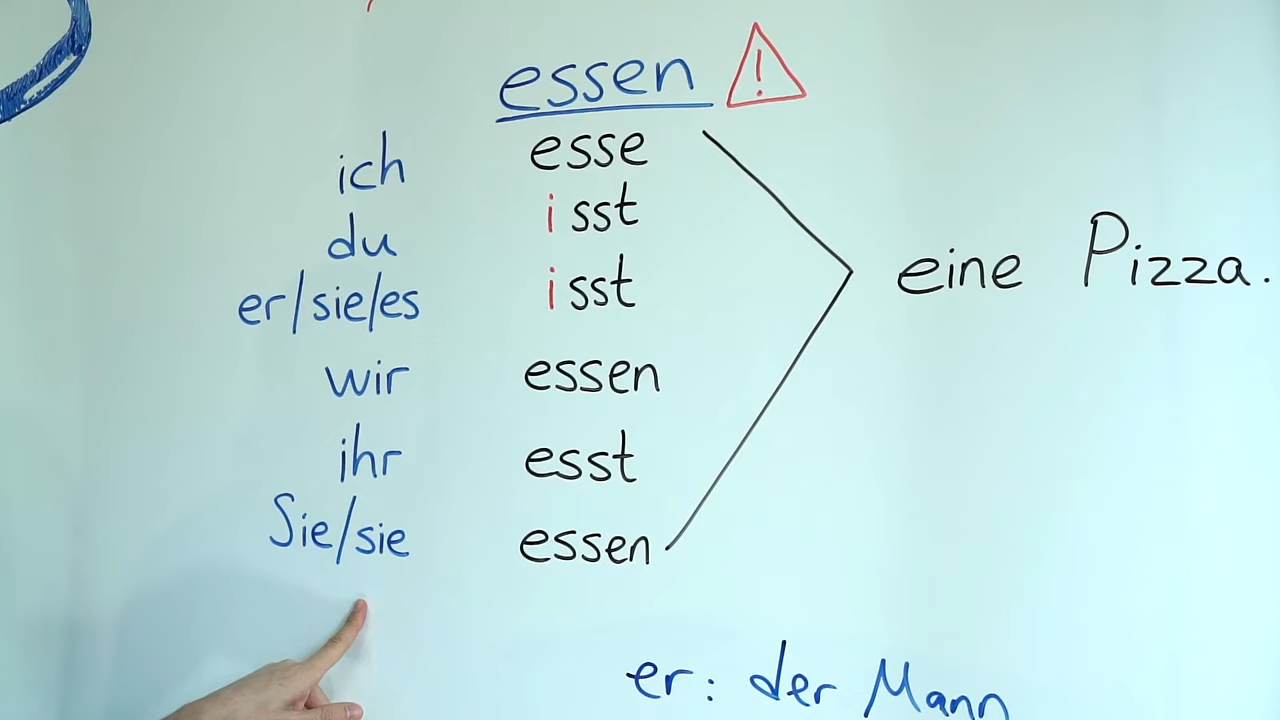 essen !
ich esse
du isst
er/sie/es isst
wir essen
ihr esst
Sie/sie essen
eine Pizza.
er: der Mann